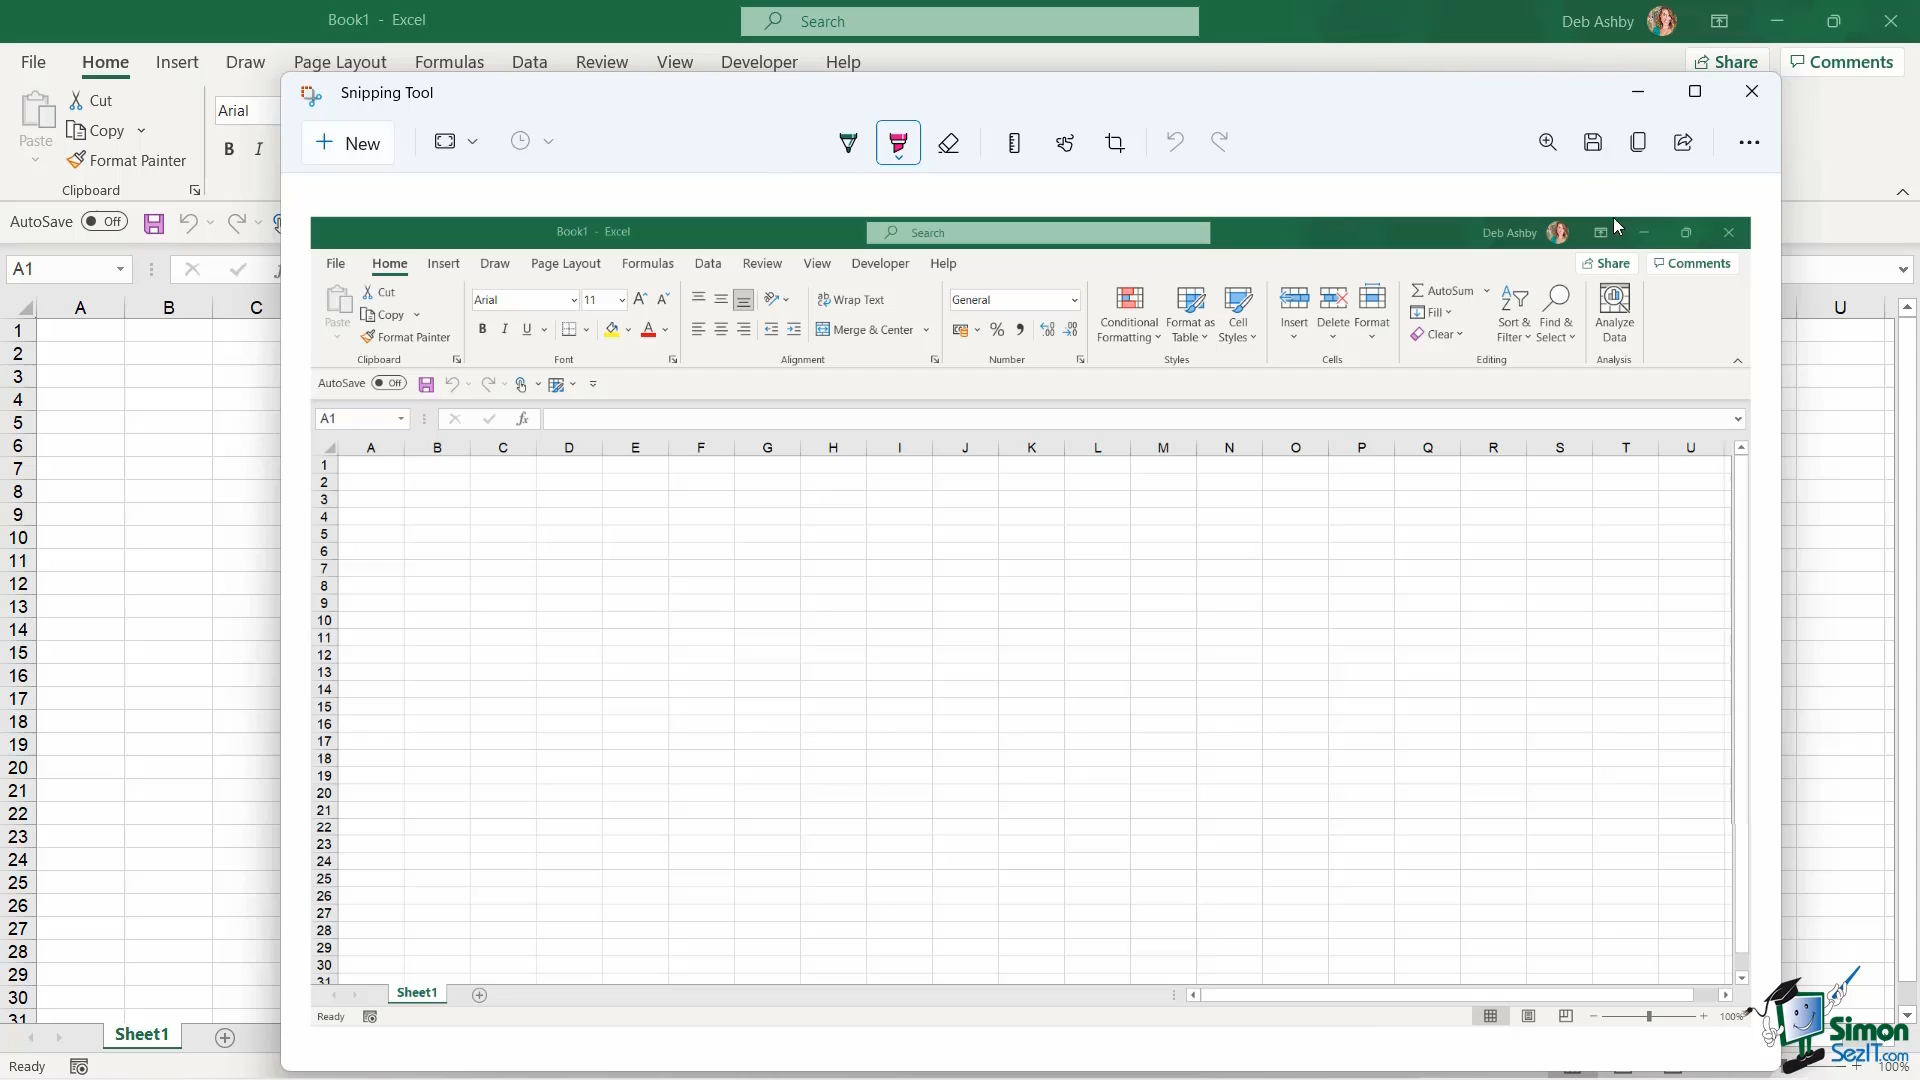 Book1 - Excel
Search
Deb Ashby
File Home Insert Draw Page Layout Formulas Data Review View Developer Help
Share Comments
Paste
Cut
Copy
Format Painter
Clipboard
Arial
B I
AutoSave Off
A1
A B C U
1
2
3
4
5
6
7
8
9
10
11
12
13
14
15
16
17
18
19
20
21
22
23
24
25
26
27
28
29
30
31
Sheet1
Ready
100%
Snipping Tool
New
Book1 - Excel
Search
Deb Ashby
File Home Insert Draw Page Layout Formulas Data Review View Developer Help
Share Comments
Paste
Cut
Copy
Format Painter
Clipboard
Arial 11
B I U
Font
ab Wrap Text
Merge & Center
Alignment
General
Number
Conditional Formatting
Format as Table
Cell Styles
Styles
Insert Delete Format
Cells
AutoSum
Fill
Clear
Sort & Filter
Find & Select
Editing
Analyze Data
Analysis
AutoSave Off
A1 fx
A B C D E F G H I J K L M N O P Q R S T U
1
2
3
4
5
6
7
8
9
10
11
12
13
14
15
16
17
18
19
20
21
22
23
24
25
26
27
28
29
30
31
Sheet1
Ready
100%
Simon
SezIT.com